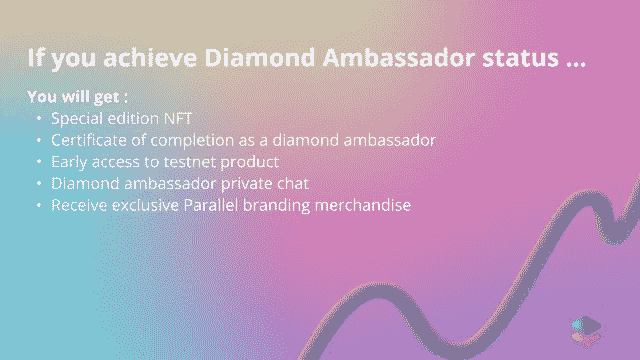 If you achieve Diamond Ambassador status ...
You will get :
• Special edition NFT
• Certificate of completion as a diamond ambassador
• Early access to testnet product
• Diamond ambassador private chat
• Receive exclusive Parallel branding merchandise